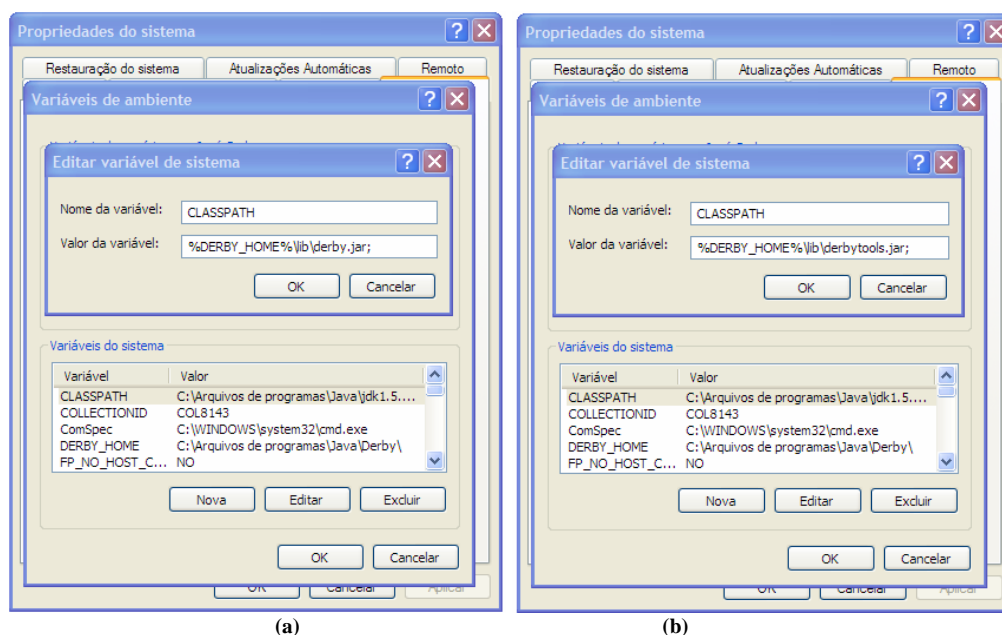 Propriedades do sistema
Restauração do sistema Atualizações Automáticas Remoto
Variáveis de ambiente
Editar variável de sistema
Nome da variável: CLASSPATH
Valor da variável: %DERBY_HOME%\lib\derby.jar;
OK Cancelar
Variáveis do sistema
Variável Valor
CLASSPATH C:\Arquivos de programas\Java\jdk1.5....
COLLECTIONID COL8143
ComSpec C:\WINDOWS\system32\cmd.exe
DERBY_HOME C:\Arquivos de programas\Java\Derby\
FP_NO_HOST_C... NO
Nova Editar Excluir
OK Cancelar
OK Cancelar Aplicar
(a)
Propriedades do sistema
Restauração do sistema Atualizações Automáticas Remoto
Variáveis de ambiente
Editar variável de sistema
Nome da variável: CLASSPATH
Valor da variável: %DERBY_HOME%\lib\derbytools.jar;
OK Cancelar
Variáveis do sistema
Variável Valor
CLASSPATH C:\Arquivos de programas\Java\jdk1.5....
COLLECTIONID COL8143
ComSpec C:\WINDOWS\system32\cmd.exe
DERBY_HOME C:\Arquivos de programas\Java\Derby\
FP_NO_HOST_C... NO
Nova Editar Excluir
OK Cancelar
OK Cancelar Aplicar
(b)